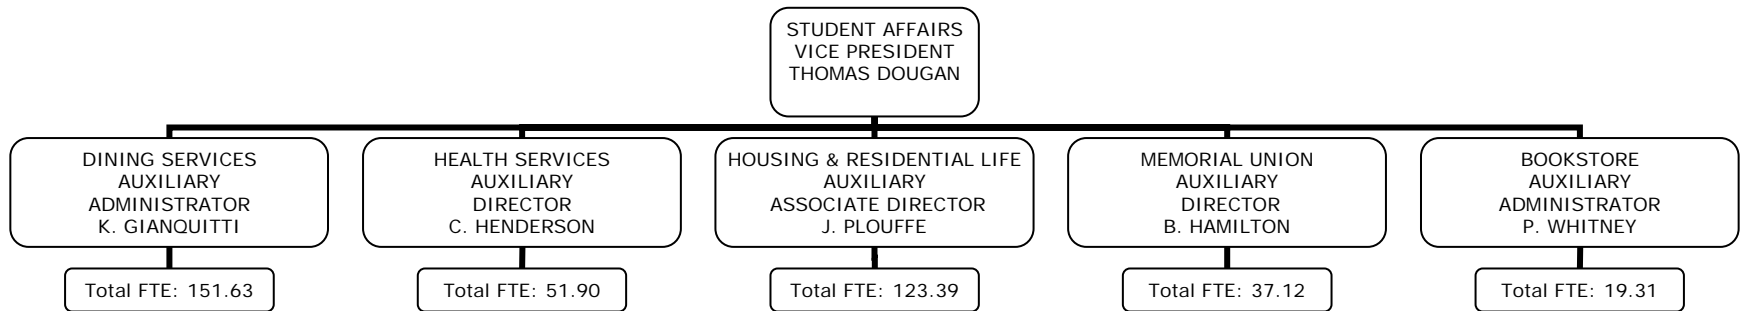 STUDENT AFFAIRS
VICE PRESIDENT
THOMAS DOUGAN
DINING SERVICES
AUXILIARY
ADMINISTRATOR
K. GIANQUITTI
HEALTH SERVICES
AUXILIARY
DIRECTOR
C. HENDERSON
HOUSING & RESIDENTIAL LIFE
AUXILIARY
ASSOCIATE DIRECTOR
J. PLOUFFE
MEMORIAL UNION
AUXILIARY
DIRECTOR
B. HAMILTON
BOOKSTORE
AUXILIARY
ADMINISTRATOR
P. WHITNEY
Total FTE: 151.63
Total FTE: 51.90
Total FTE: 123.39
Total FTE: 37.12
Total FTE: 19.31